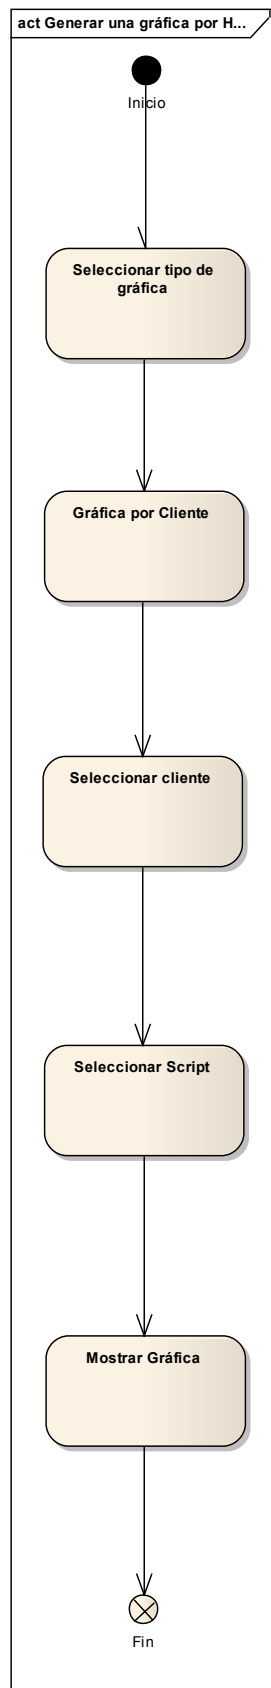 act Generar una gráfica por H...
Inicio
Seleccionar tipo de
gráfica
Gráfica por Cliente
Seleccionar cliente
Seleccionar Script
Mostrar Gráfica
Fin